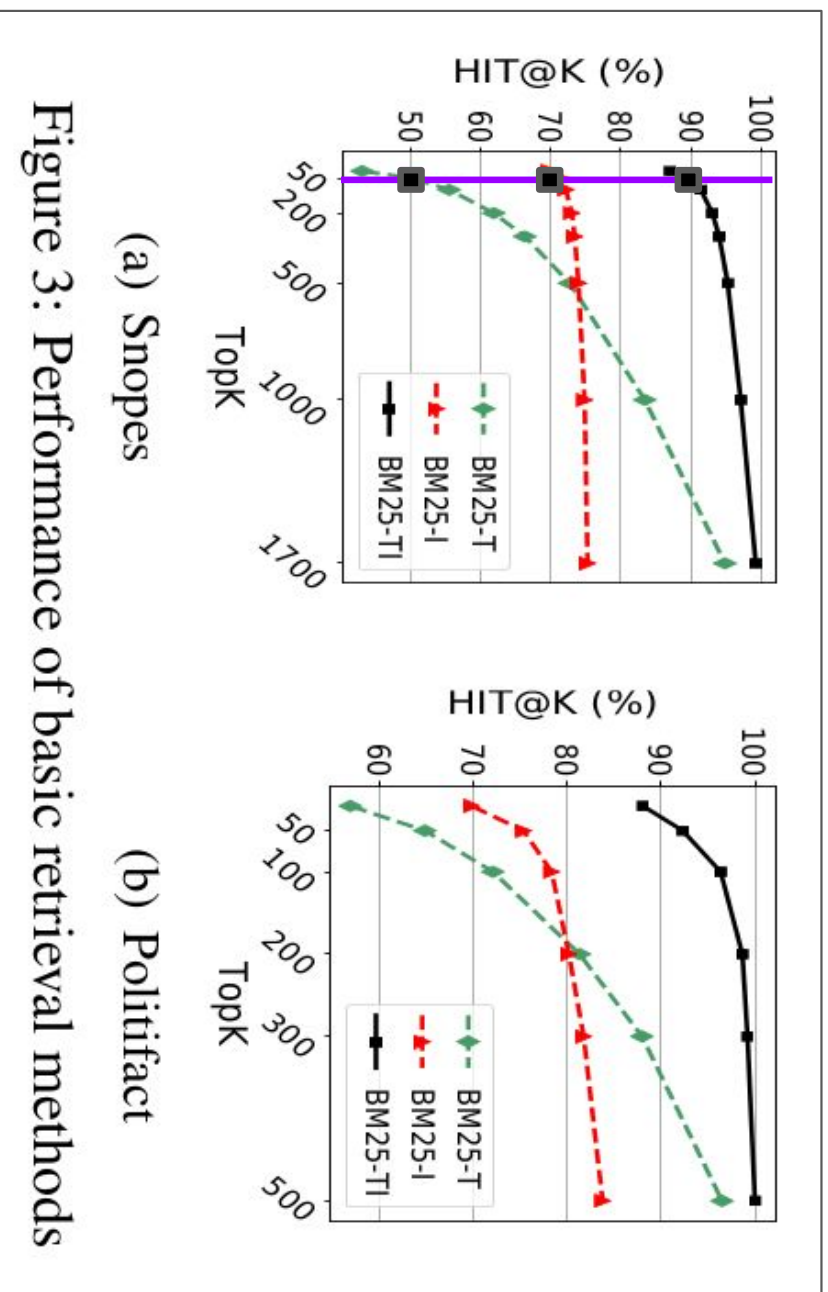 HIT@K (%)
100
90
80
70
60
50
50
200
500
1000
1700
TopK
BM25-T
BM25-I
BM25-TI
(a) Snopes
HIT@K (%)
100
90
80
70
60
50
100
200
300
500
TopK
BM25-T
BM25-I
BM25-TI
(b) Politifact
Figure 3: Performance of basic retrieval methods